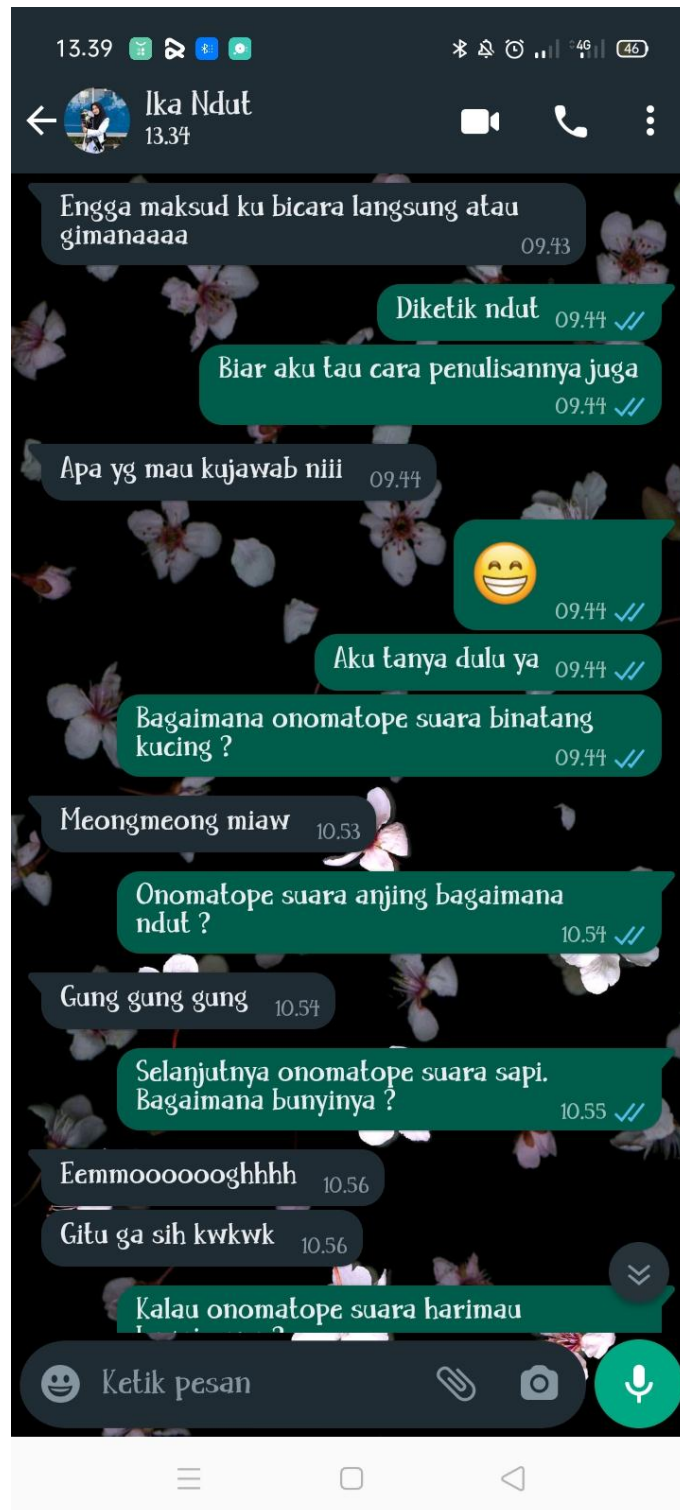 13.39
4G
46
Ika Ndut
13.34
Engga maksud ku bicara langsung atau
gimanaaaa
09.43
Diketik ndut 09.44
Biar aku tau cara penulisannya juga
09.44
Apa yg mau kujawab niii 09.44
09.44
Aku tanya dulu ya 09.44
Bagaimana onomatope suara binatang
kucing ?
09.44
Meongmeong miaw 10.53
Onomatope suara anjing bagaimana
ndut ?
10.54
Gung gung gung 10.54
Selanjutnya onomatope suara sapi.
Bagaimana bunyinya ?
10.55
Eemmooooooghhhh 10.56
Gitu ga sih kwkwk 10.56
Kalau onomatope suara harimau
Ketik pesan